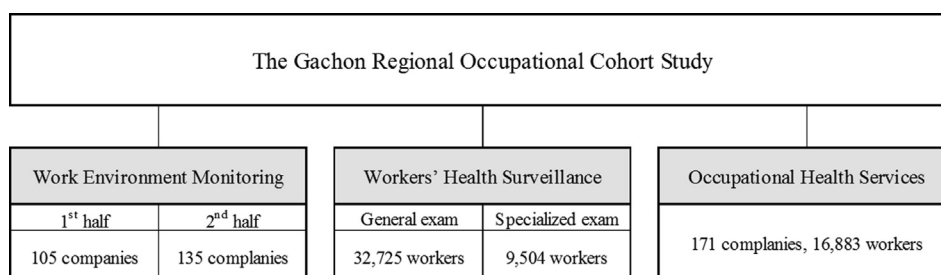 The Gachon Regional Occupational Cohort Study
Work Environment Monitoring
1st half
2nd half
105 companies
135 complanies
Workers' Health Surveillance
General exam
Specialized exam
32,725 workers
9,504 workers
Occupational Health Services
171 complanies, 16,883 workers